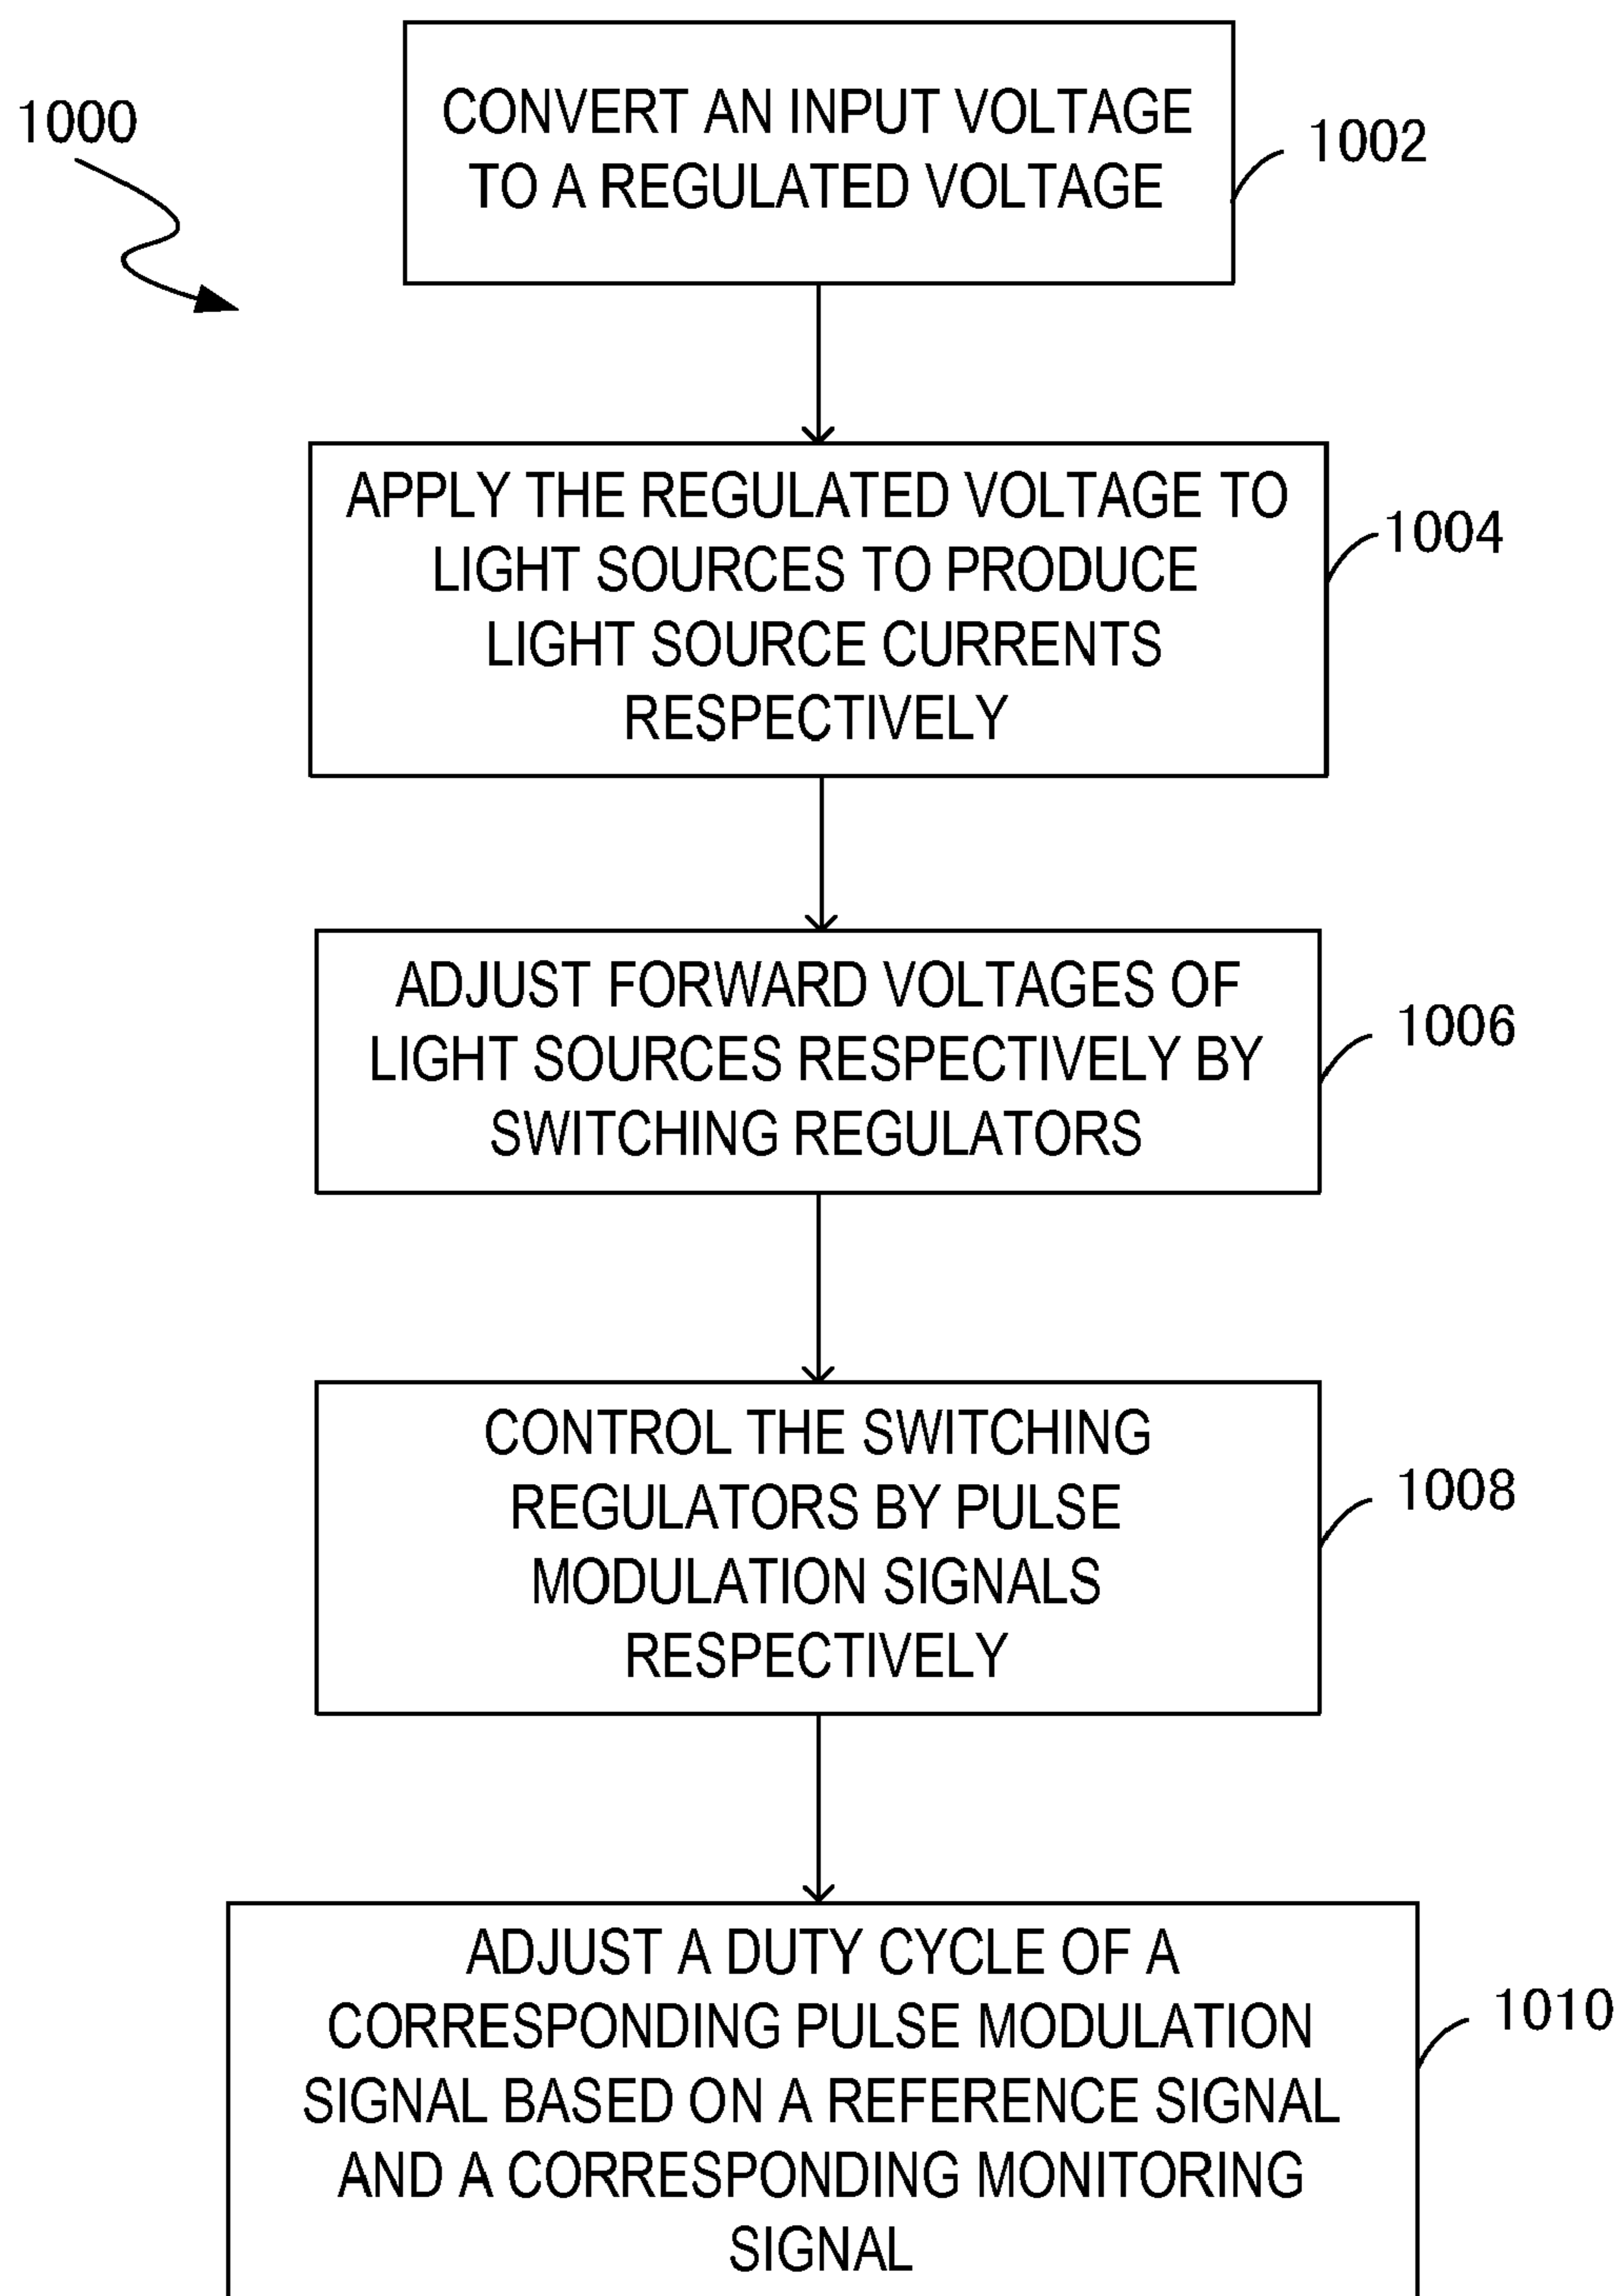 1000
CONVERT AN INPUT VOLTAGE
TO A REGULATED VOLTAGE
1002
APPLY THE REGULATED VOLTAGE TO
LIGHT SOURCES TO PRODUCE
LIGHT SOURCE CURRENTS
RESPECTIVELY
1004
ADJUST FORWARD VOLTAGES OF
LIGHT SOURCES RESPECTIVELY BY
SWITCHING REGULATORS
1006
CONTROL THE SWITCHING
REGULATORS BY PULSE
MODULATION SIGNALS
RESPECTIVELY
1008
ADJUST A DUTY CYCLE OF A
CORRESPONDING PULSE MODULATION
SIGNAL BASED ON A REFERENCE SIGNAL
AND A CORRESPONDING MONITORING
SIGNAL
1010